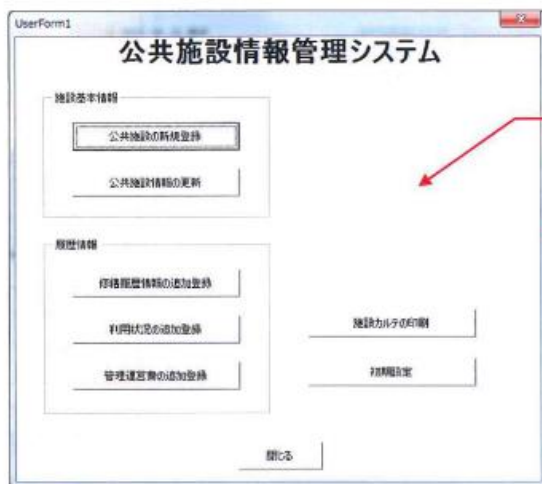 UserForm1
公共施設情報管理システム
施設基本情報
公共施設の新規登録
公共施設情報の更新
履歴情報
修繕履歴情報の追加登録
利用状況の追加登録
管理運営費の追加登録
施設カルテの印刷
初期設定
閉じる